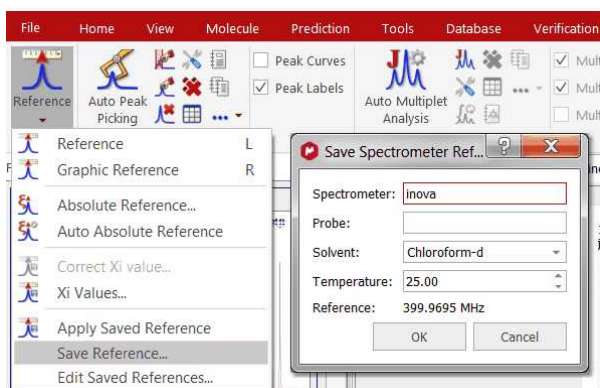 File Home View Molecule Prediction Tools Database Verification
Peak Curves
Peak Labels
Reference
Auto Peak
Picking
Auto Multiplet
Analysis
Reference L
Graphic Reference R
Absolute Reference...
Auto Absolute Reference
Correct Xi value...
Xi Values...
Apply Saved Reference
Save Reference...
Edit Saved References...
Save Spectrometer Ref...
Spectrometer: inova
Probe:
Solvent: Chloroform-d
Temperature: 25.00
Reference: 399.9695 MHz
OK Cancel